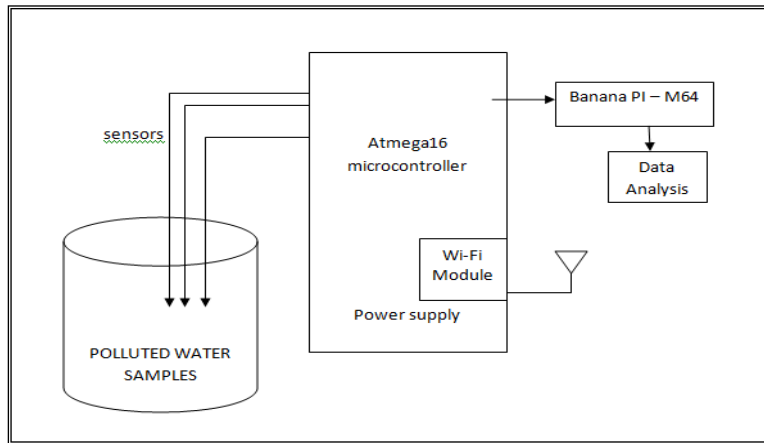 sensors
Atmega16
microcontroller
Banana PI – M64
Data
Analysis
Wi-Fi
Module
Power supply
POLLUTED WATER
SAMPLES